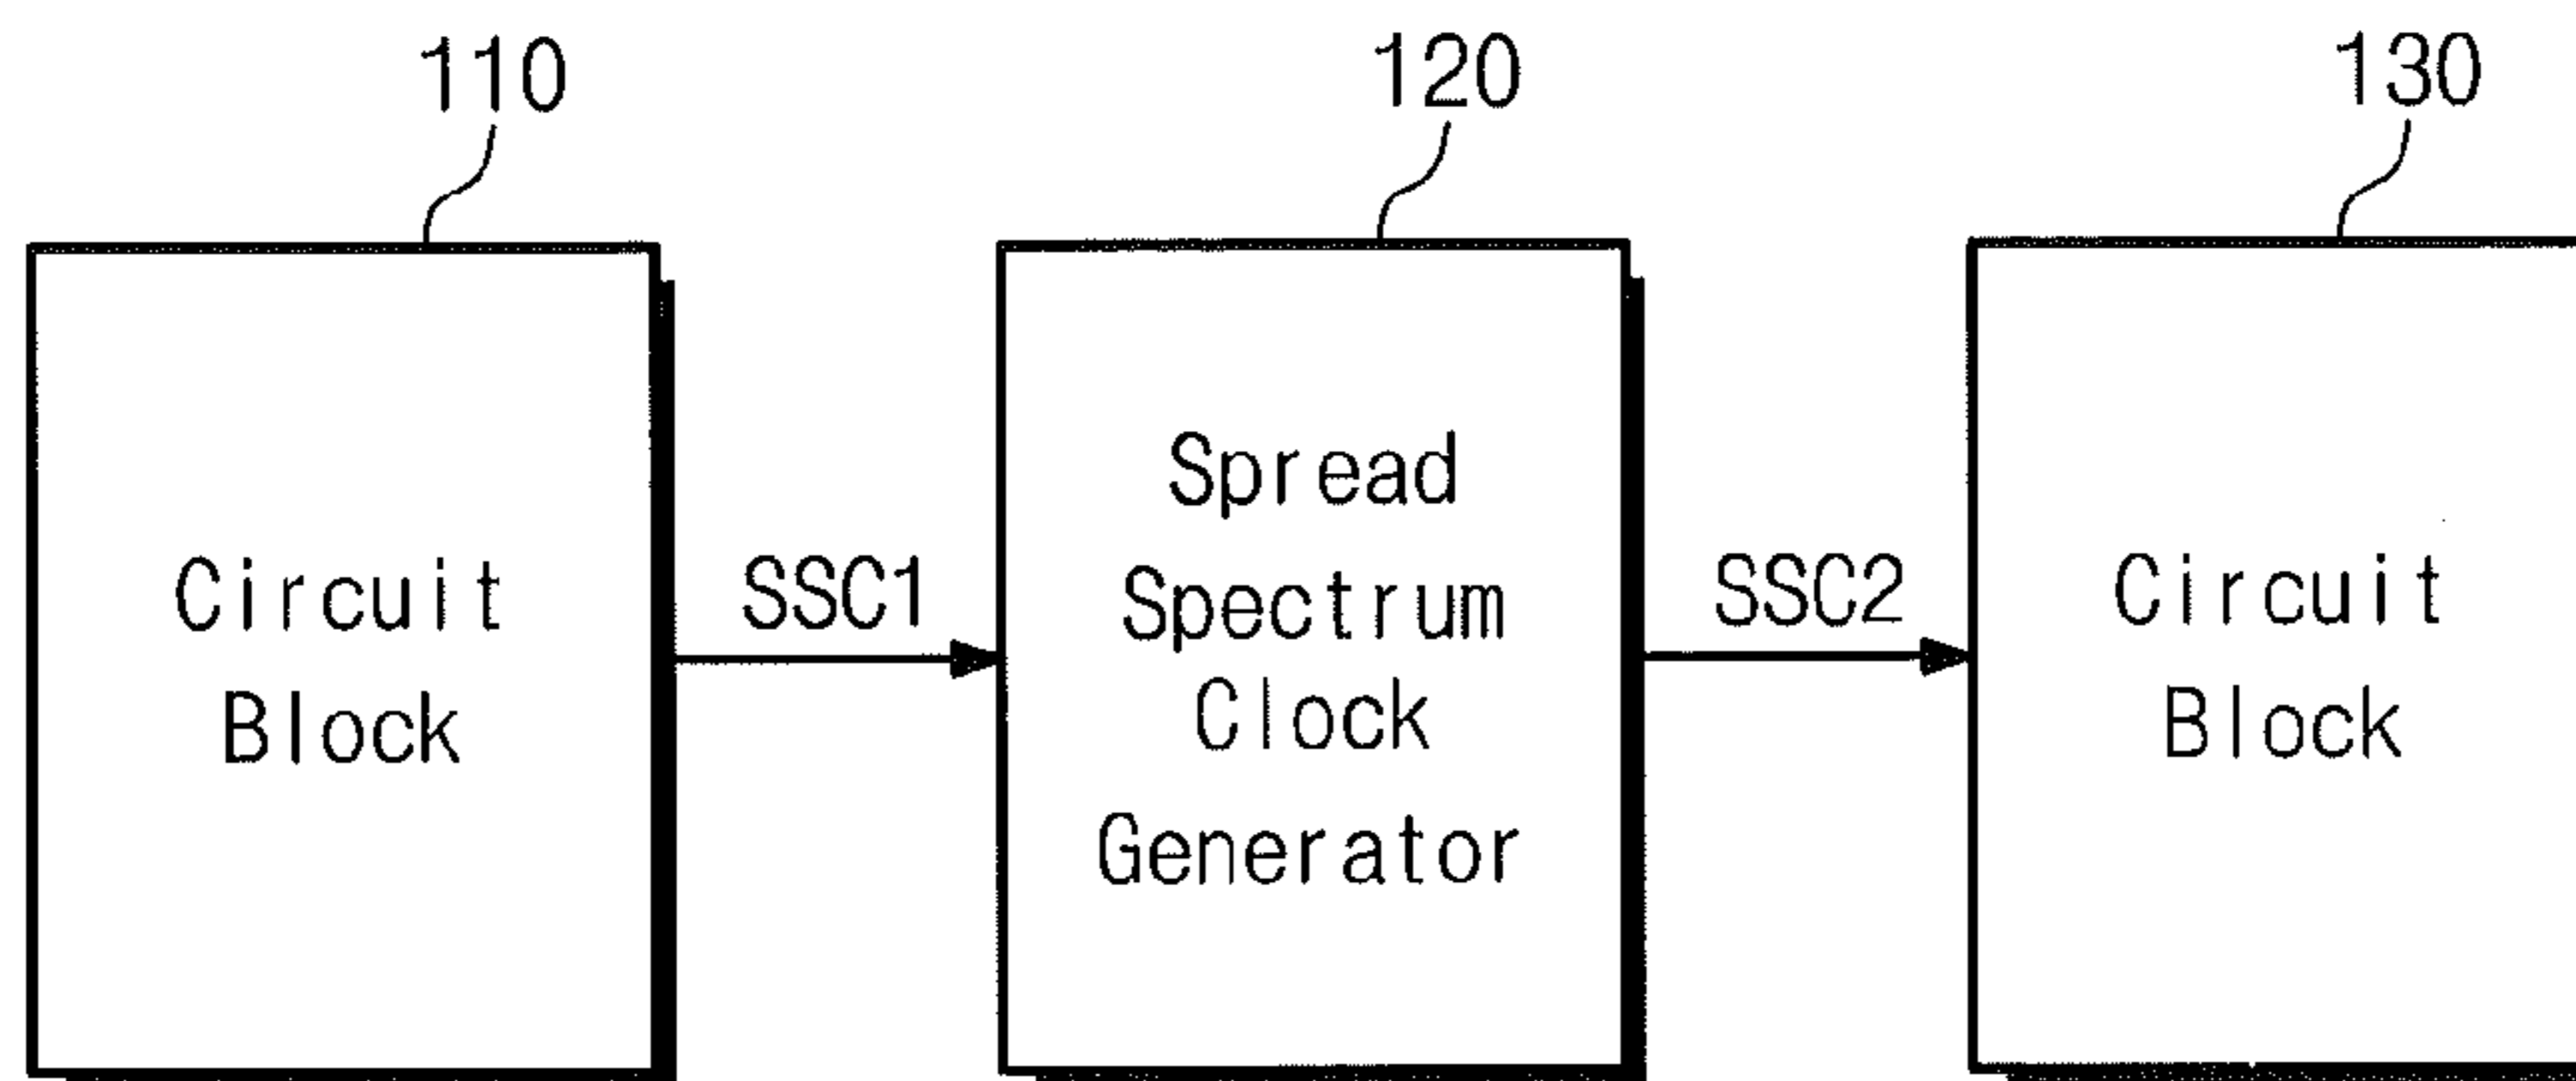 110
120
130
Circuit
Block
SSC1
Spread
Spectrum
Clock
Generator
SSC2
Circuit
Block